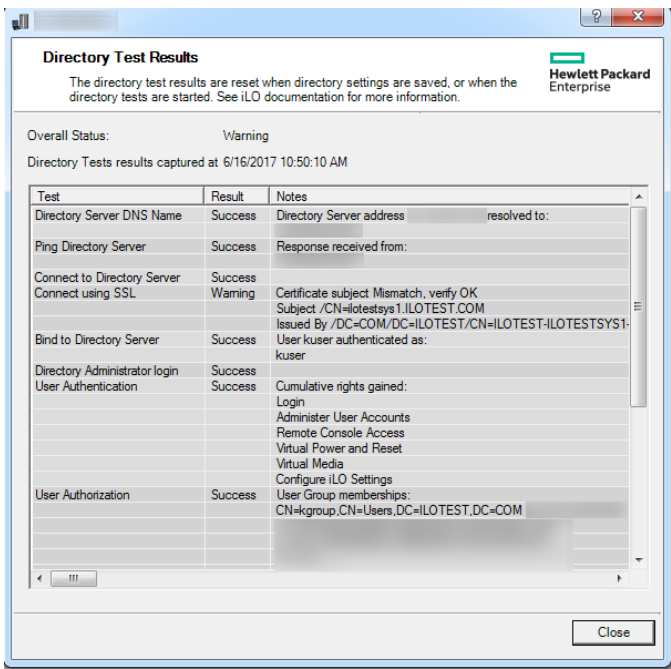 Directory Test Results
The directory test results are reset when directory settings are saved, or when the
directory tests are started. See iLO documentation for more information.
Hewlett Packard
Enterprise
Overall Status: Warning
Directory Tests results captured at 6/16/2017 10:50:10 AM
Test Result Notes
Directory Server DNS Name Success Directory Server address resolved to:
Ping Directory Server Success Response received from:
Connect to Directory Server Success
Connect using SSL Warning Certificate subject Mismatch, verify OK
Subject /CN=ilotestsys1.ILOTEST.COM
Issued By /DC=COM/DC=ILOTEST/CN=ILOTEST-ILOTESTSYS1-
Bind to Directory Server Success User kuser authenticated as:
kuser
Directory Administrator login Success
User Authentication Success Cumulative rights gained:
Login
Administer User Accounts
Remote Console Access
Virtual Power and Reset
Virtual Media
Configure iLO Settings
User Authorization Success User Group memberships:
CN=kgroup,CN=Users,DC=ILOTEST,DC=COM
Close